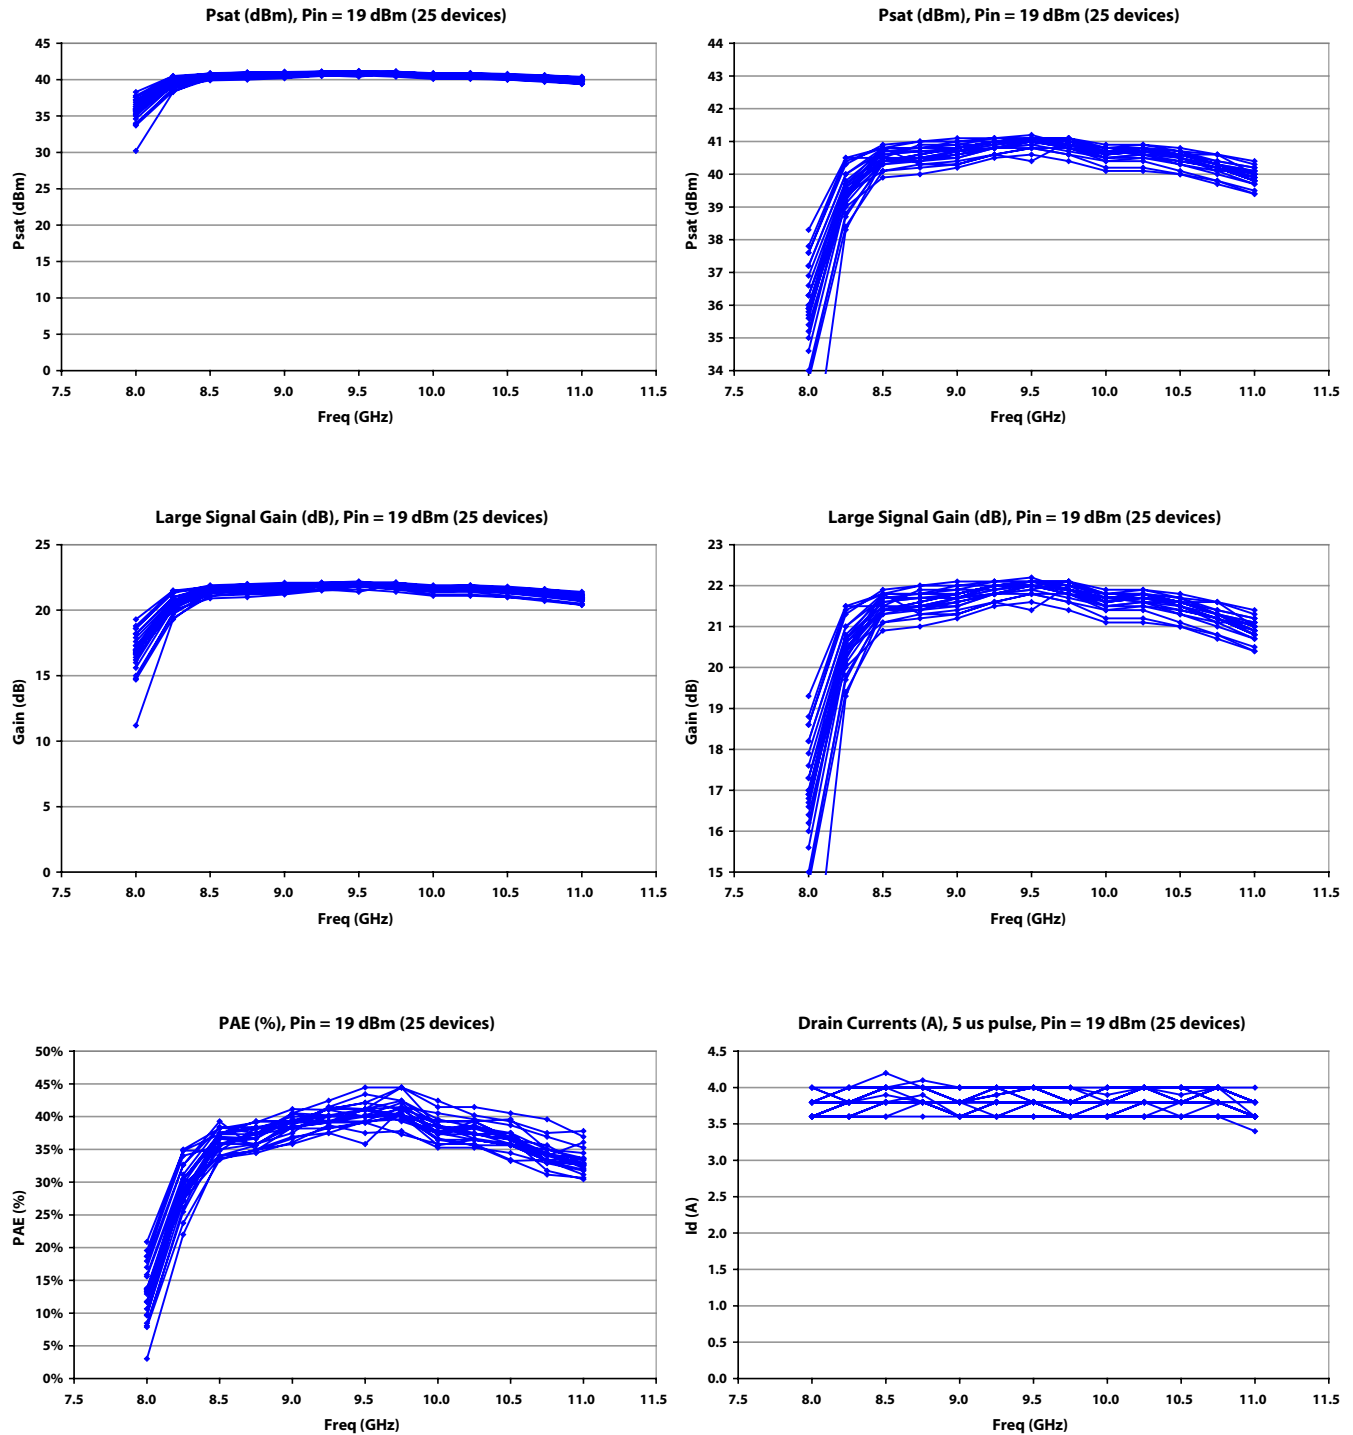 Psat (dBm), Pin = 19 dBm (25 devices)
45
40
35
30
25
20
15
10
5
0
Psat (dBm)
7.5 8.0 8.5 9.0 9.5 10.0 10.5 11.0 11.5
Freq (GHz)
Psat (dBm), Pin = 19 dBm (25 devices)
44
43
42
41
40
39
38
37
36
35
34
Psat (dBm)
7.5 8.0 8.5 9.0 9.5 10.0 10.5 11.0 11.5
Freq (GHz)
Large Signal Gain (dB), Pin = 19 dBm (25 devices)
25
20
15
10
5
0
Gain (dB)
7.5 8.0 8.5 9.0 9.5 10.0 10.5 11.0 11.5
Freq (GHz)
Large Signal Gain (dB), Pin = 19 dBm (25 devices)
23
22
21
20
19
18
17
16
15
Gain (dB)
7.5 8.0 8.5 9.0 9.5 10.0 10.5 11.0 11.5
Freq (GHz)
PAE (%), Pin = 19 dBm (25 devices)
50%
45%
40%
35%
30%
25%
20%
15%
10%
5%
0%
PAE (%)
7.5 8.0 8.5 9.0 9.5 10.0 10.5 11.0 11.5
Freq (GHz)
Drain Currents (A), 5 us pulse, Pin = 19 dBm (25 devices)
4.5
4.0
3.5
3.0
2.5
2.0
1.5
1.0
0.5
0.0
Id (A)
7.5 8.0 8.5 9.0 9.5 10.0 10.5 11.0 11.5
Freq (GHz)